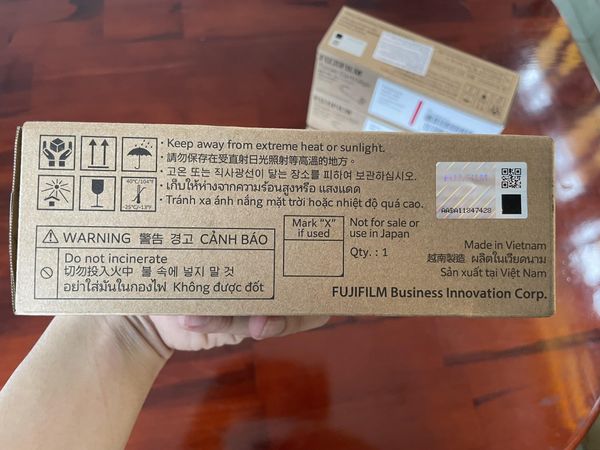 · Keep away from extreme heat or sunlight.
· 請勿保存在受直射日光照射等高溫的地方。
· 고온 또는 직사광선이 닿는 장소를 피하여 보관하십시오.
· เก็บให้ห่างจากความร้อนสูงหรือ แสงแดด
· Tránh xa ánh nắng mặt trời hoặc nhiệt độ quá cao.
40°C/104°F
-25°C/-13°F
FUJIFILM
AA5A11347428
WARNING 警告 경고 CẢNH BÁO
Do not incinerate
切勿投入火中 불 속에 넣지 말 것
อย่าใส่มันในกองไฟ Không được đốt
Mark "X"
if used
Not for sale or
use in Japan
Qty. : 1
Made in Vietnam
越南製造 ผลิตในเวียดนาม
Sản xuất tại Việt Nam
FUJIFILM Business Innovation Corp.